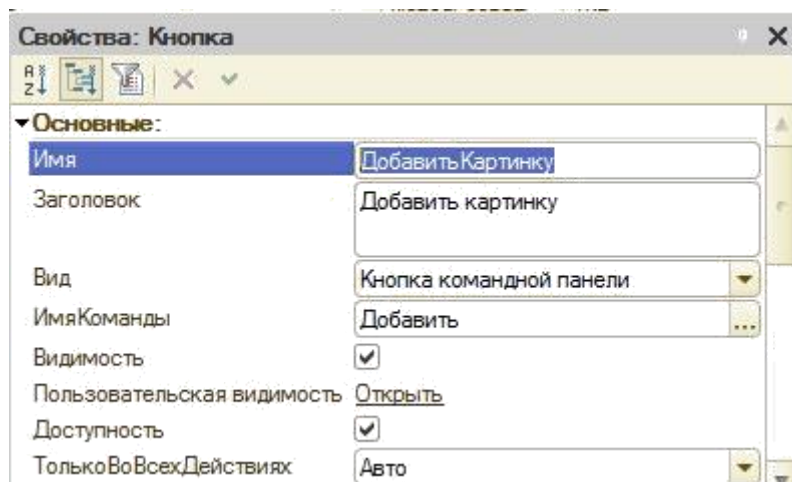 Свойства: Кнопка
Основные:
Имя ДобавитьКартинку
Заголовок Добавить картинку
Вид Кнопка командной панели
ИмяКоманды Добавить ...
Видимость
Пользовательская видимость Открыть
Доступность
ТолькоВоВсехДействиях Авто